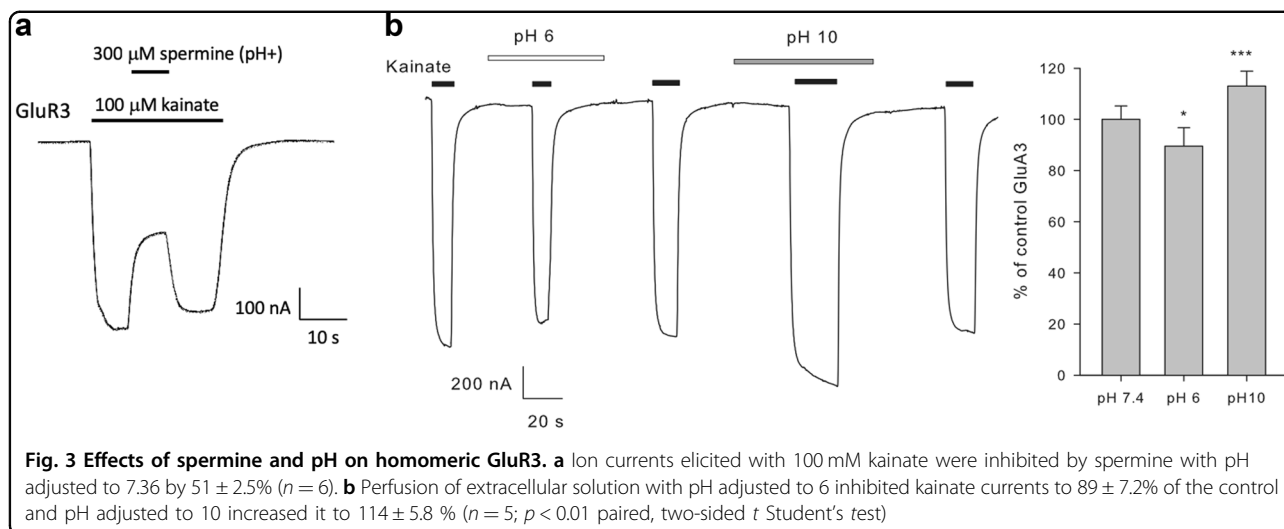 a
300 µM spermine (pH+)
100 µM kainate
GluR3
100 nA
10 s
b
pH 6
pH 10
Kainate
200 nA
20 s
% of control GluA3
120
100
80
60
40
20
0
*
***
pH 7.4
pH 6
pH10
Fig. 3 Effects of spermine and pH on homomeric GluR3. a Ion currents elicited with 100 mM kainate were inhibited by spermine with pH
adjusted to 7.36 by 51 ± 2.5% (n = 6). b Perfusion of extracellular solution with pH adjusted to 6 inhibited kainate currents to 89 ± 7.2% of the control
and pH adjusted to 10 increased it to 114 ± 5.8 % (n = 5; p < 0.01 paired, two-sided t Student's test)